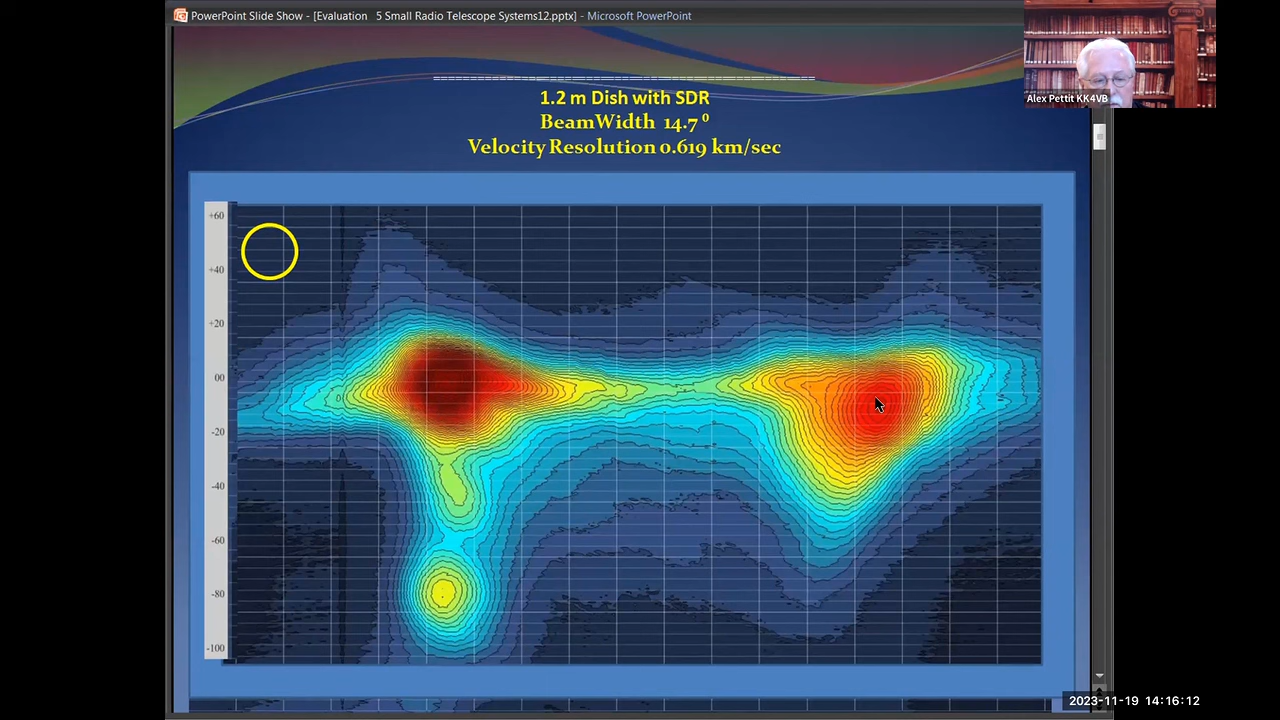 PowerPoint Slide Show - [Evaluation   5 Small Radio Telescope Systems12.pptx] - Microsoft PowerPoint
Alex Pettit KK4VB
==================================================
1.2 m Dish with SDR
BeamWidth 14.7 ⁰
Velocity Resolution 0.619 km/sec
+60
+40
+20
00
-20
-40
-60
-80
-100
2023-11-19 14:16:12